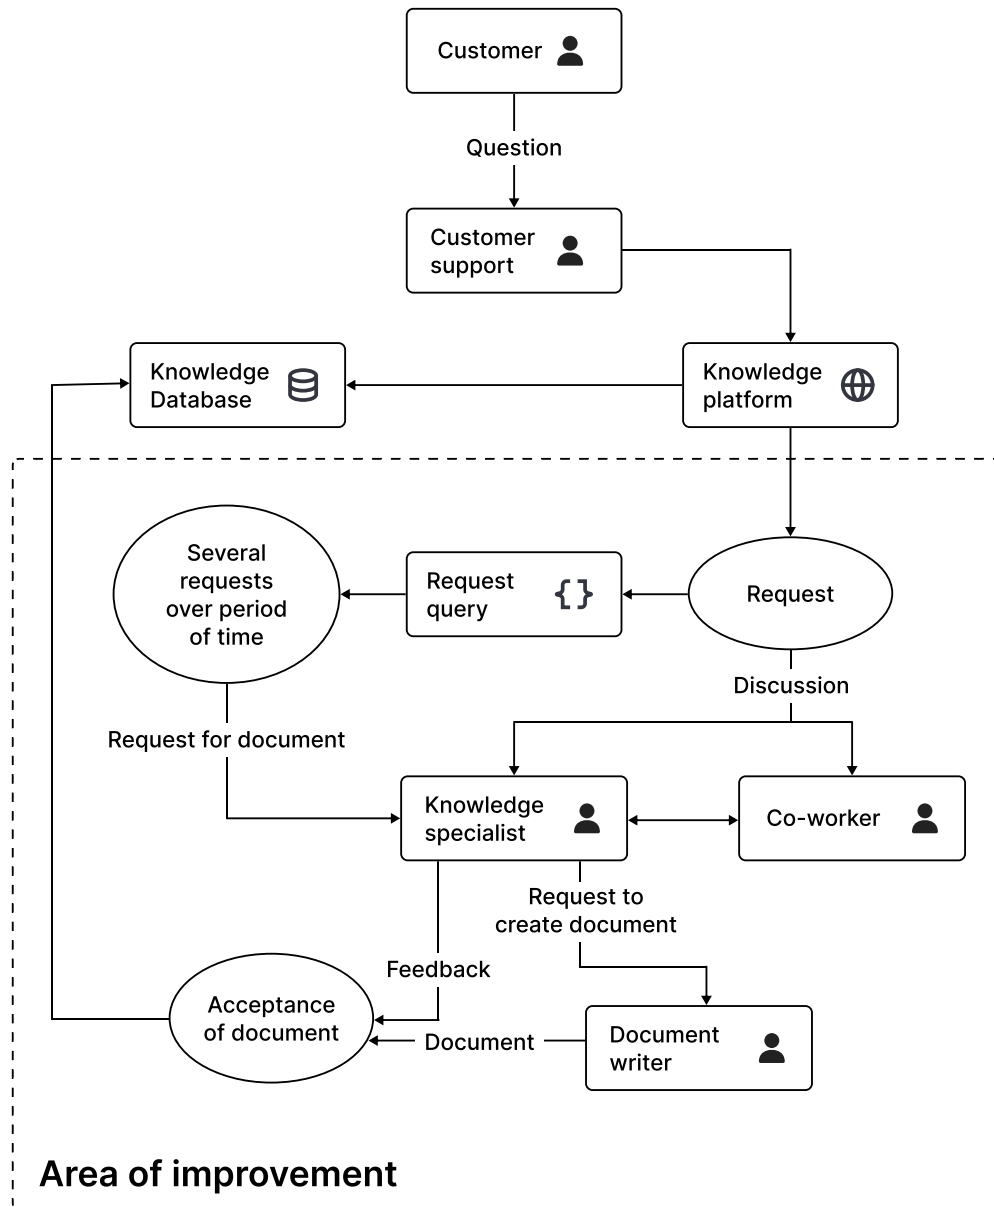 Customer
Question
Customer
support
Knowledge
Database
Knowledge
platform
Several
requests
over period
of time
Request
query
Request
Discussion
Request for document
Knowledge
specialist
Co-worker
Request to
create document
Feedback
Acceptance
of document
Document
Document
writer
Area of improvement